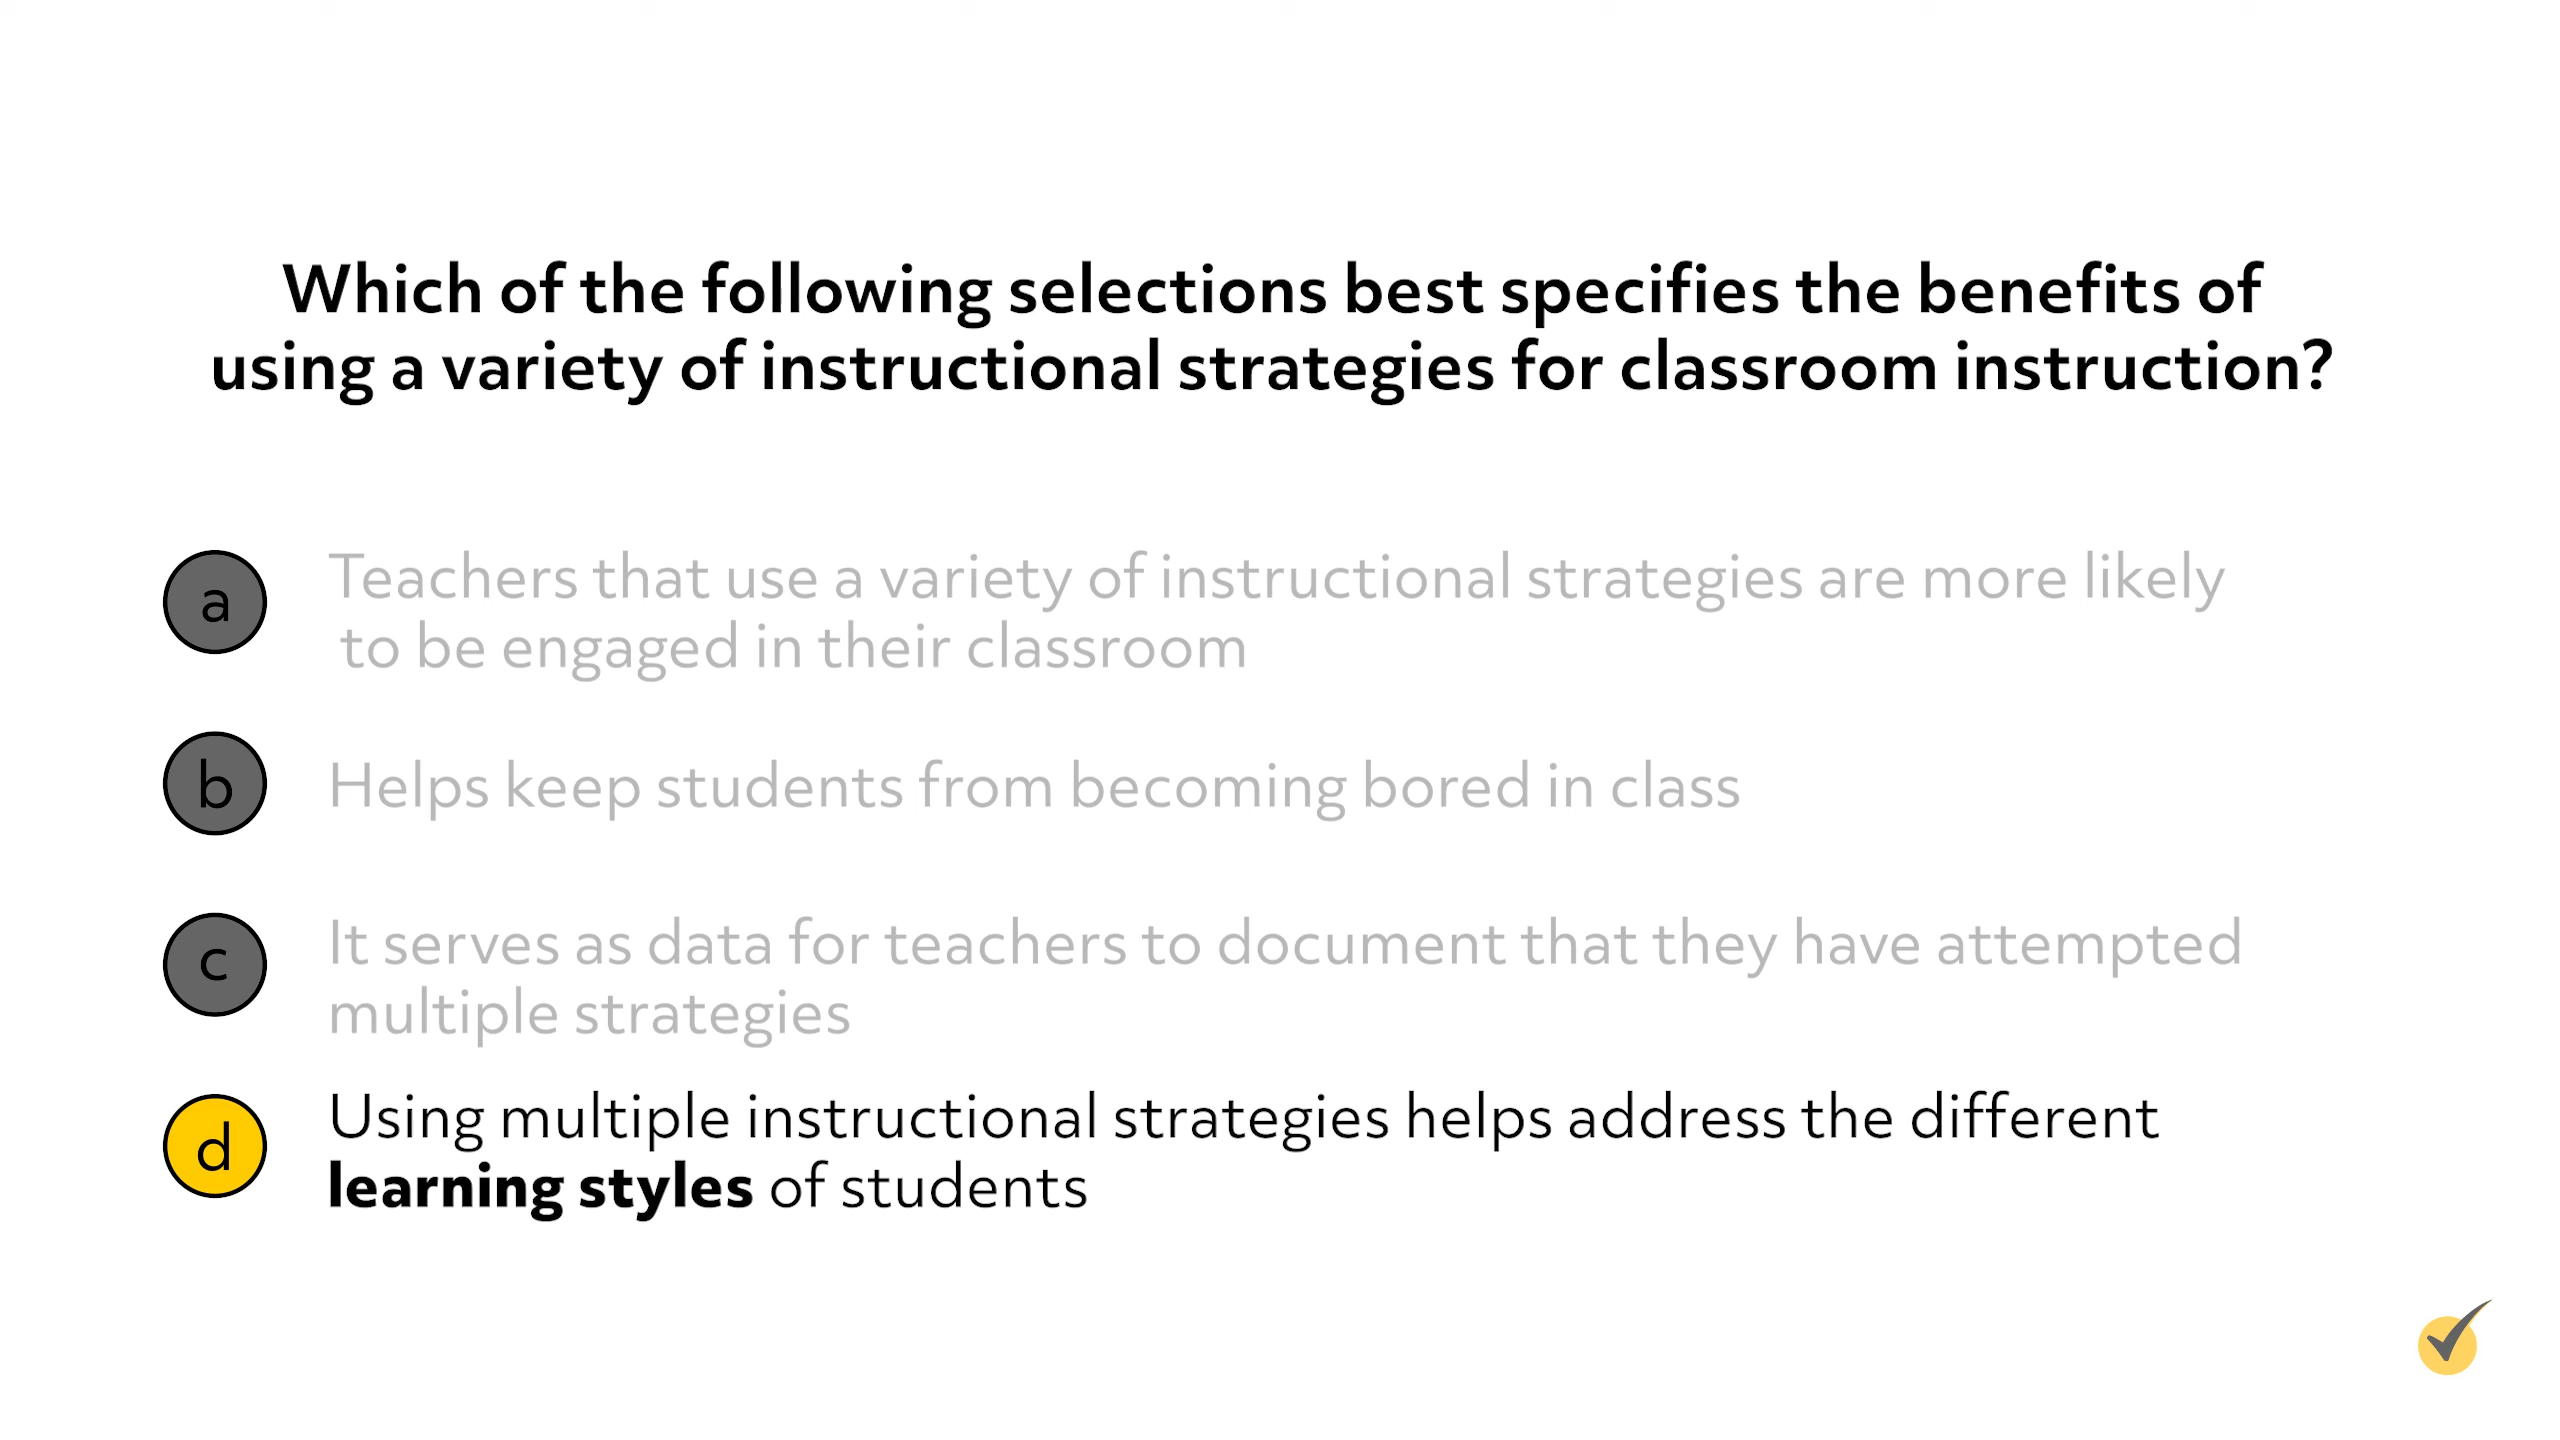 Which of the following selections best specifies the benefits of
using a variety of instructional strategies for classroom instruction?
a
Teachers that use a variety of instructional strategies are more likely
to be engaged in their classroom
b
Helps keep students from becoming bored in class
c
It serves as data for teachers to document that they have attempted
multiple strategies
d
Using multiple instructional strategies helps address the different
learning styles of students